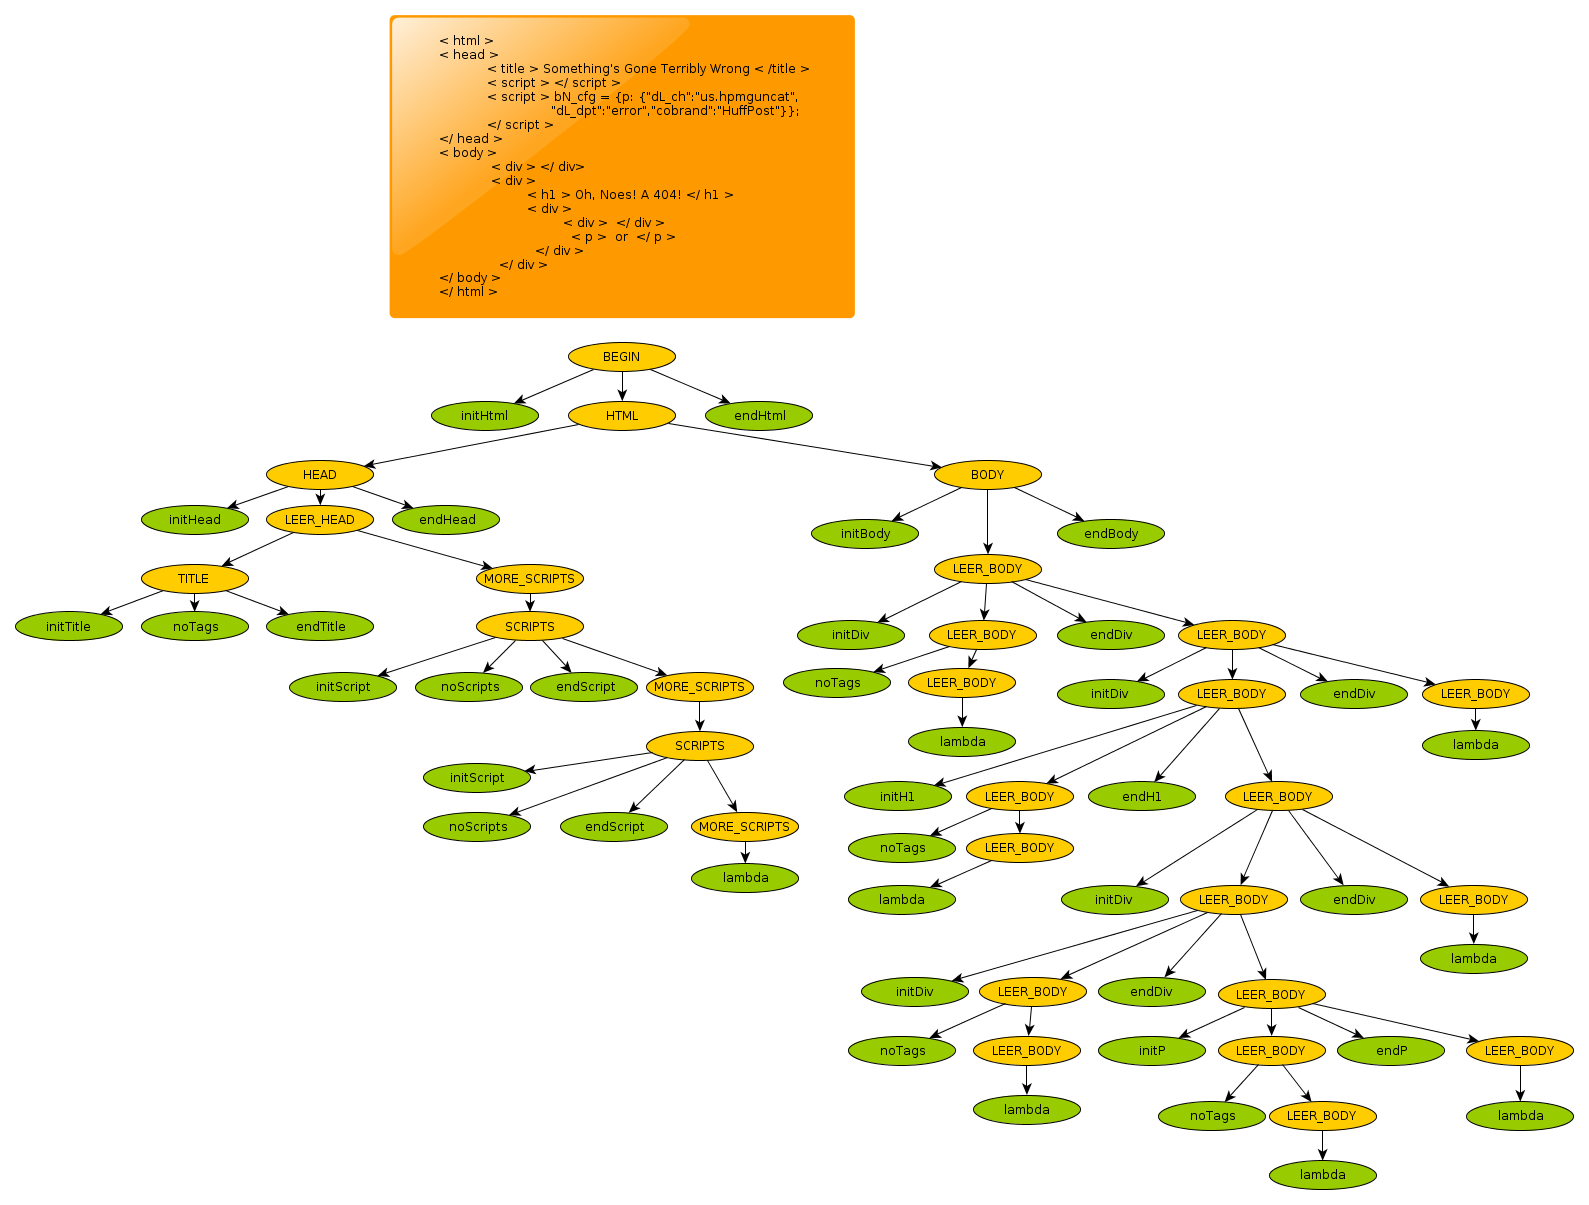 < html >
< head >
< title > Something's Gone Terribly Wrong < /title >
< script > </ script >
< script > bN_cfg = {p: {"dL_ch":"us.hpmguncat",
"dL_dpt":"error","cobrand":"HuffPost"}};
</ script >
</ head >
< body >
< div > </ div>
< div >
< h1 > Oh, Noes! A 404! </ h1 >
< div >
< div > </ div >
< p > or </ p >
</ div >
</ div >
</ body >
</ html >
BEGIN
initHtml HTML endHtml
HEAD BODY
initHead LEER_HEAD endHead
initBody endBody
LEER_BODY
TITLE MORE_SCRIPTS
initTitle noTags endTitle SCRIPTS
initDiv LEER_BODY endDiv LEER_BODY
initScript noScripts endScript MORE_SCRIPTS
noTags LEER_BODY
initDiv LEER_BODY endDiv LEER_BODY
lambda
SCRIPTS
lambda
initScript
initH1 LEER_BODY endH1 LEER_BODY
noScripts endScript MORE_SCRIPTS
noTags LEER_BODY
lambda
lambda
initDiv LEER_BODY endDiv LEER_BODY
lambda
initDiv LEER_BODY endDiv LEER_BODY
noTags LEER_BODY
initP LEER_BODY endP LEER_BODY
lambda
noTags LEER_BODY
lambda
lambda